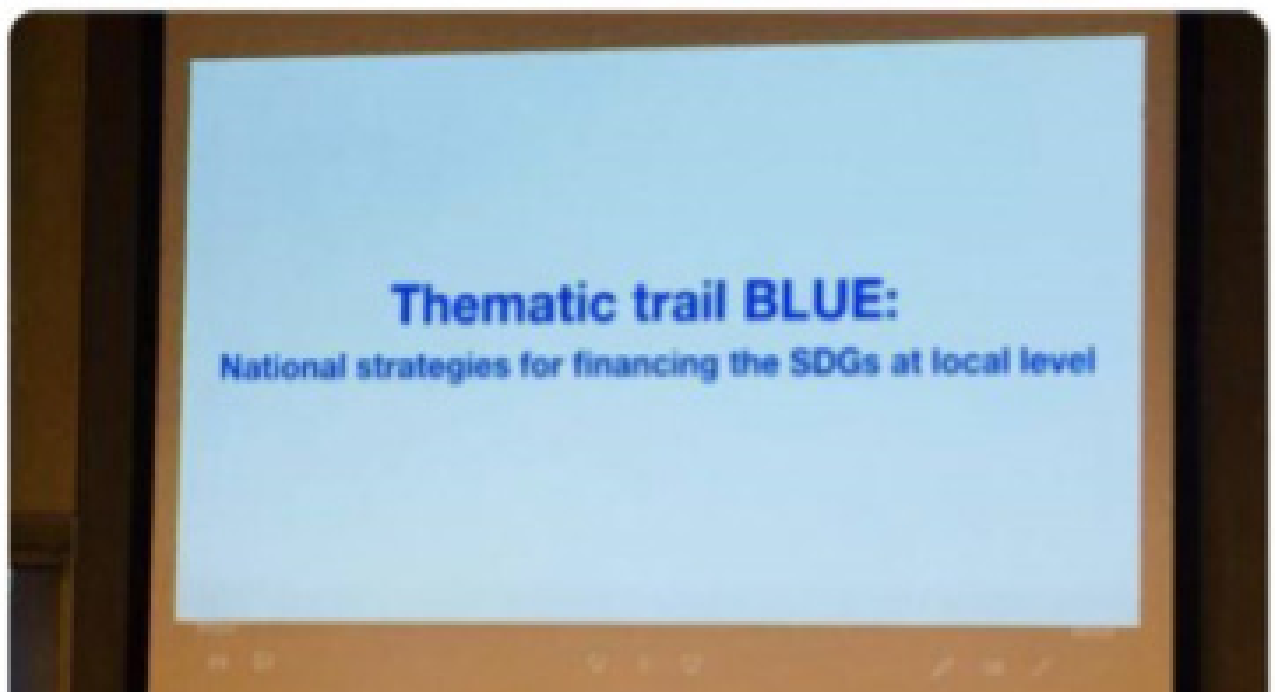 Thematic trail BLUE:
National strategies for financing the SDGs at local level